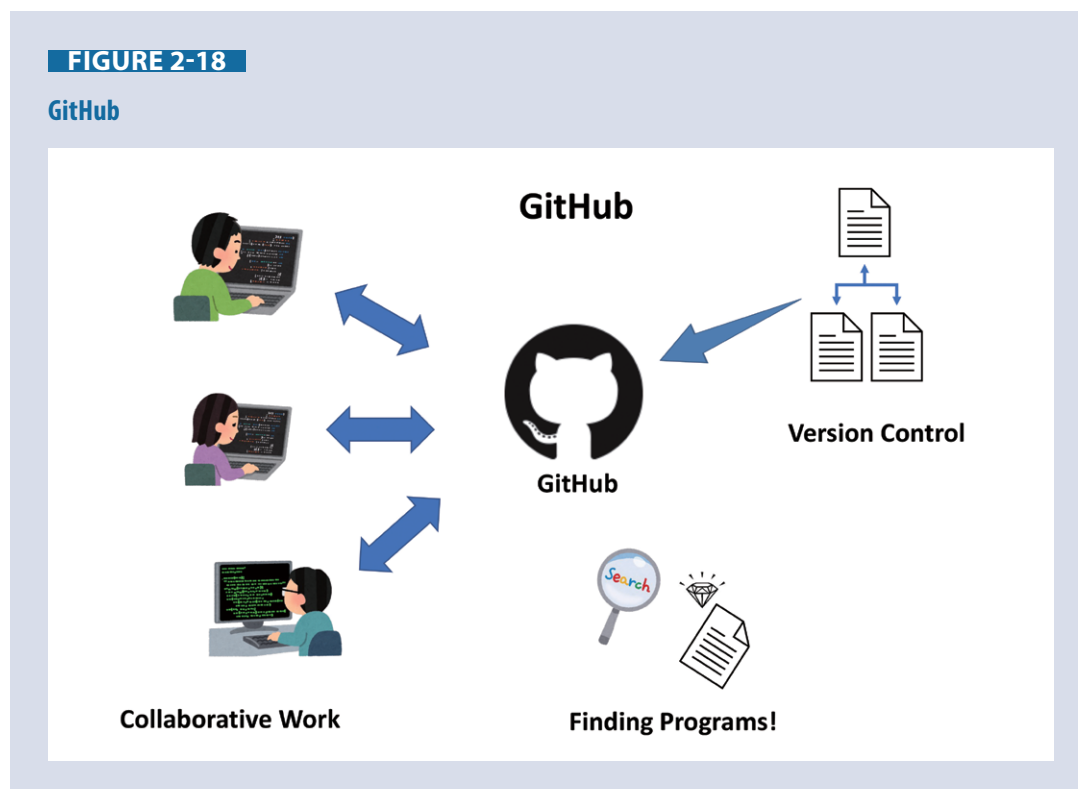 FIGURE 2-18
GitHub
GitHub
GitHub
Version Control
Search
Collaborative Work
Finding Programs!